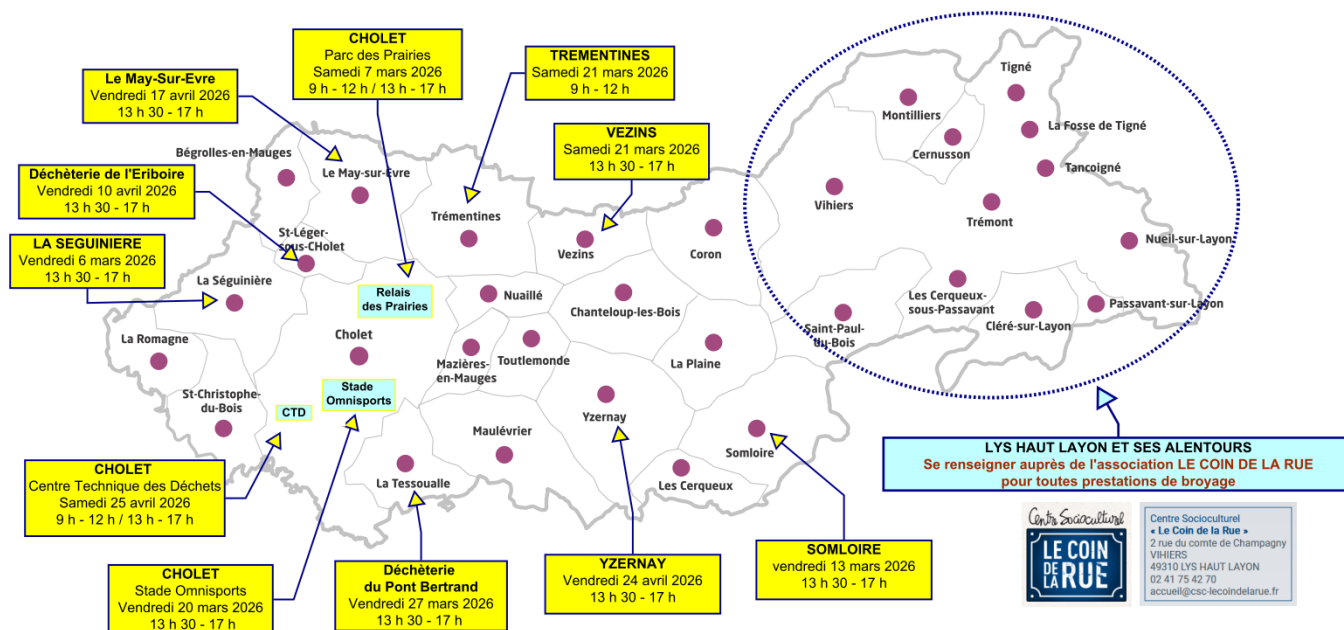 CHOLET
Parc des Prairies
Samedi 7 mars 2026
9 h - 12 h / 13 h - 17 h
TREMENTINES
Samedi 21 mars 2026
9 h - 12 h
Le May-Sur-Evre
Vendredi 17 avril 2026
13 h 30 - 17 h
VEZINS
Samedi 21 mars 2026
13 h 30 - 17 h
Déchèterie de l'Eriboire
Vendredi 10 avril 2026
13 h 30 - 17 h
LA SEGUINIERE
Vendredi 6 mars 2026
13 h 30 - 17 h
Tigné
Montilliers
La Fosse de Tigné
Cernusson
Tancoigné
Vihiers
Trémont
Nueil-sur-Layon
Les Cerqueux-
sous-Passavant
Passavant-sur-Layon
Cléré-sur-Layon
Saint-Paul-
du-Bois
Bégrolles-en-Mauges
Le May-sur-Evre
Trémentines
St-Léger-
sous-CHolet
Vezins
Coron
La Séguinière
Relais
des Prairies
Nuaillé
Chanteloup-les-Bois
Cholet
La Romagne
Mazières-
en-Mauges
Toutlemonde
La Plaine
St-Christophe-
du-Bois
CTD
Stade
Omnisports
Yzernay
Maulévrier
Somloire
La Tessoualle
Les Cerqueux
CHOLET
Centre Technique des Déchets
Samedi 25 avril 2026
9 h - 12 h / 13 h - 17 h
CHOLET
Stade Omnisports
Vendredi 20 mars 2026
13 h 30 - 17 h
Déchèterie
du Pont Bertrand
Vendredi 27 mars 2026
13 h 30 - 17 h
YZERNAY
Vendredi 24 avril 2026
13 h 30 - 17 h
SOMLOIRE
vendredi 13 mars 2026
13 h 30 - 17 h
LYS HAUT LAYON ET SES ALENTOURS
Se renseigner auprès de l'association LE COIN DE LA RUE
pour toutes prestations de broyage
Centre Socioculturel
LE COIN
DE LA
RUE
Centre Socioculturel
« Le Coin de la Rue »
2 rue du comte de Champagny
VIHIERS
49310 LYS HAUT LAYON
02 41 75 42 70
accueil@csc-lecoindelarue.fr